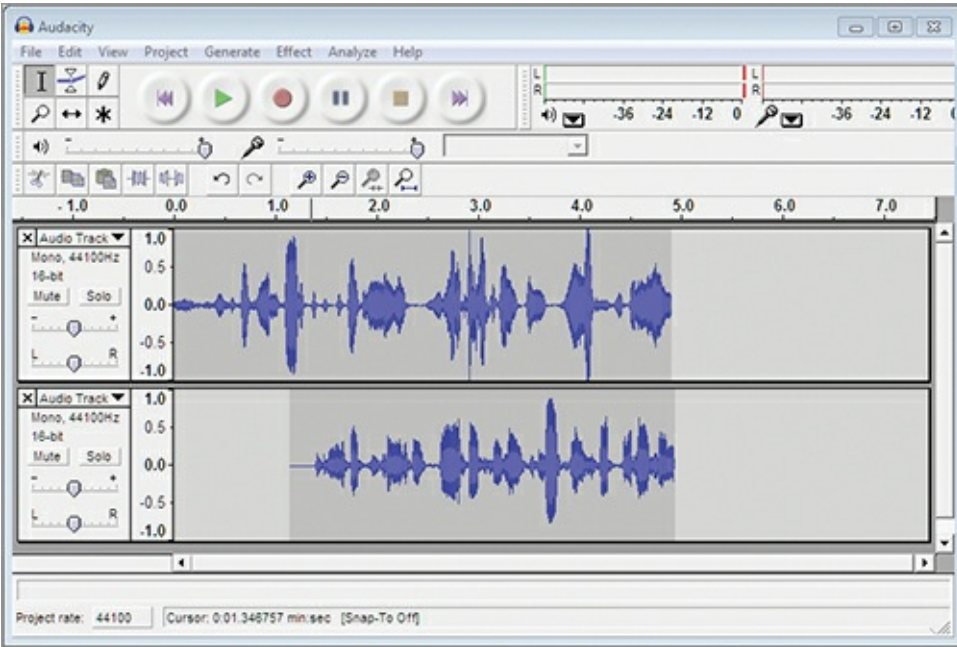 Audacity
File Edit View Project Generate Effect Analyze Help
L
R
-36 -24 -12 0
L
R
-36 -24 -12 0
- 1.0 0.0 1.0 2.0 3.0 4.0 5.0 6.0 7.0
X Audio Track
Mono, 44100Hz
16-bit
Mute Solo
- +
L R
1.0
0.5
0.0
-0.5
-1.0
X Audio Track
Mono, 44100Hz
16-bit
Mute Solo
- +
L R
1.0
0.5
0.0
-0.5
-1.0
Project rate: 44100 Cursor: 0:01.346757 min:sec [Snap-To Off]